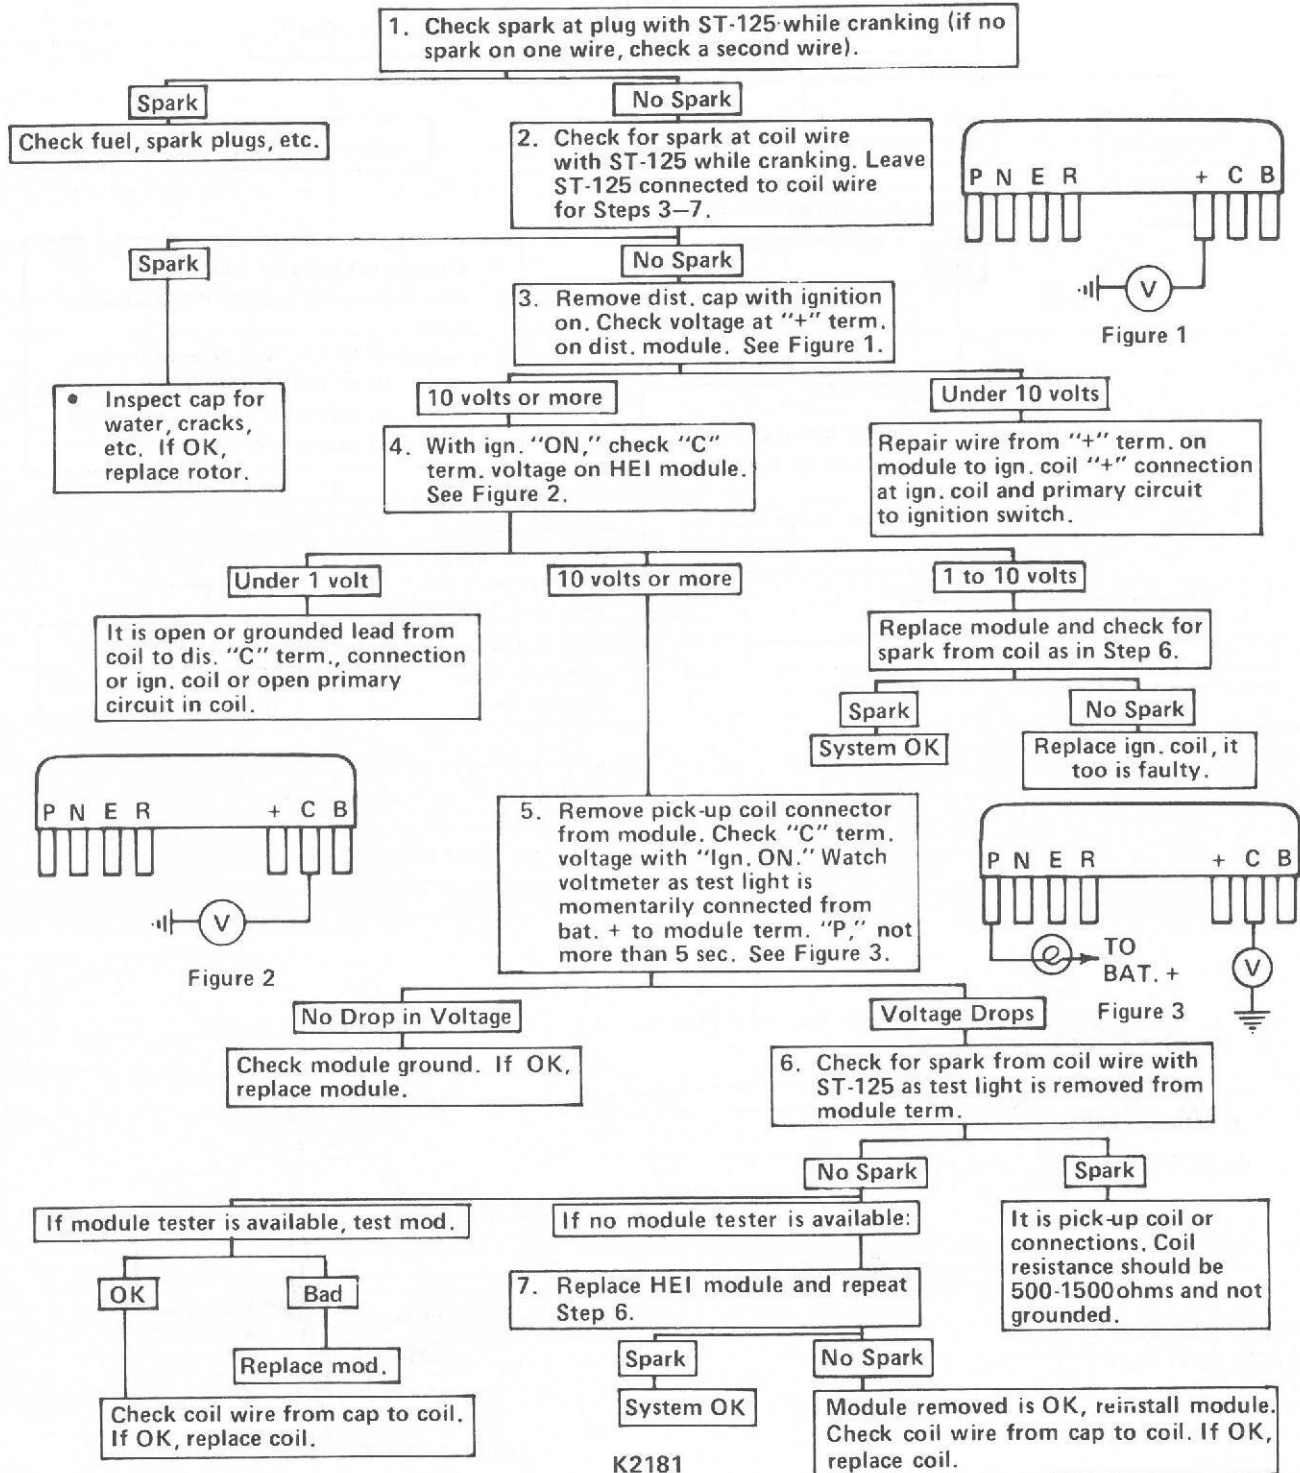 1. Check spark at plug with ST-125 while cranking (if no
spark on one wire, check a second wire).
Spark
No Spark
Check fuel, spark plugs, etc.
2. Check for spark at coil wire
with ST-125 while cranking. Leave
ST-125 connected to coil wire
for Steps 3–7.
P N E R + C B
V
Figure 1
Spark
No Spark
3. Remove dist. cap with ignition
on. Check voltage at "+" term.
on dist. module. See Figure 1.
• Inspect cap for
water, cracks,
etc. If OK,
replace rotor.
10 volts or more
Under 10 volts
4. With ign. "ON," check "C"
term. voltage on HEI module.
See Figure 2.
Repair wire from "+" term. on
module to ign. coil "+" connection
at ign. coil and primary circuit
to ignition switch.
Under 1 volt
10 volts or more
1 to 10 volts
It is open or grounded lead from
coil to dis. "C" term., connection
or ign. coil or open primary
circuit in coil.
Replace module and check for
spark from coil as in Step 6.
Spark
No Spark
System OK
Replace ign. coil, it
too is faulty.
P N E R + C B
V
Figure 2
5. Remove pick-up coil connector
from module. Check "C" term.
voltage with "Ign. ON." Watch
voltmeter as test light is
momentarily connected from
bat. + to module term. "P," not
more than 5 sec. See Figure 3.
P N E R + C B
TO
BAT. +
V
Figure 3
No Drop in Voltage
Voltage Drops
Check module ground. If OK,
replace module.
6. Check for spark from coil wire with
ST-125 as test light is removed from
module term.
No Spark
Spark
If module tester is available, test mod.
If no module tester is available:
It is pick-up coil or
connections. Coil
resistance should be
500-1500 ohms and not
grounded.
OK
Bad
7. Replace HEI module and repeat
Step 6.
Replace mod.
Spark
No Spark
Check coil wire from cap to coil.
If OK, replace coil.
System OK
Module removed is OK, reinstall module.
Check coil wire from cap to coil. If OK,
replace coil.
K2181